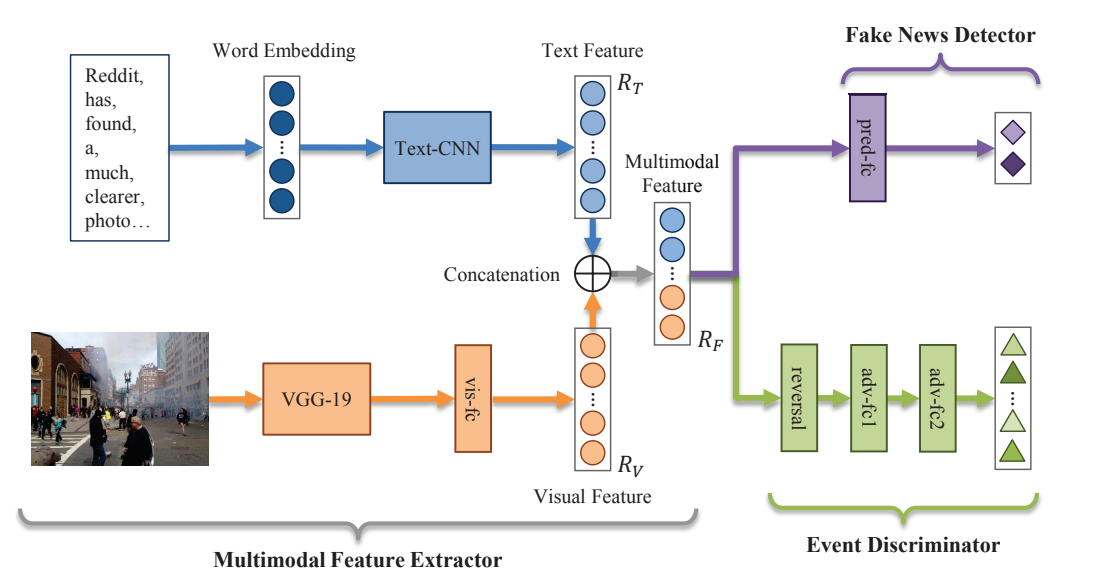 Fake News Detector
Word Embedding
Text Feature
R_T
Reddit,
has,
found,
a,
much,
clearer,
photo…
Text-CNN
pred-fc
Multimodal
Feature
Concatenation
R_F
VGG-19
vis-fc
reversal
adv-fc1
adv-fc2
R_V
Visual Feature
Multimodal Feature Extractor
Event Discriminator